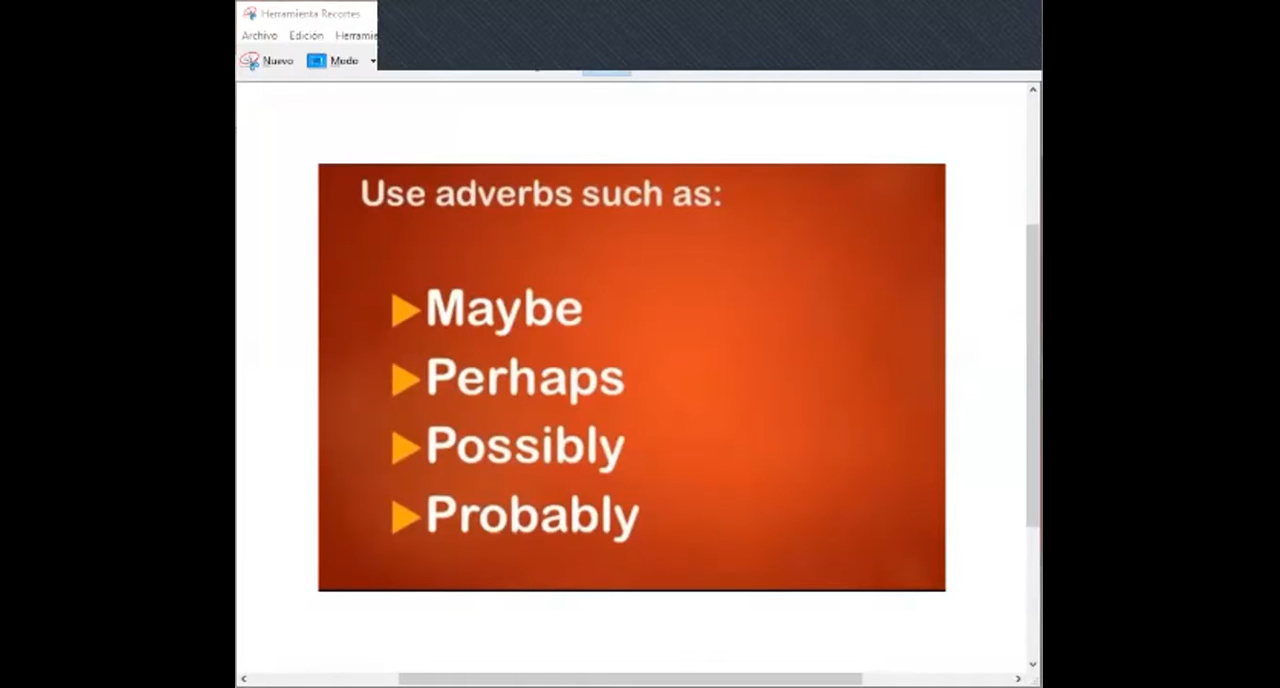 Herramienta Recortes
Archivo Edición Herramie
Nuevo Modo
Use adverbs such as:
Maybe
Perhaps
Possibly
Probably